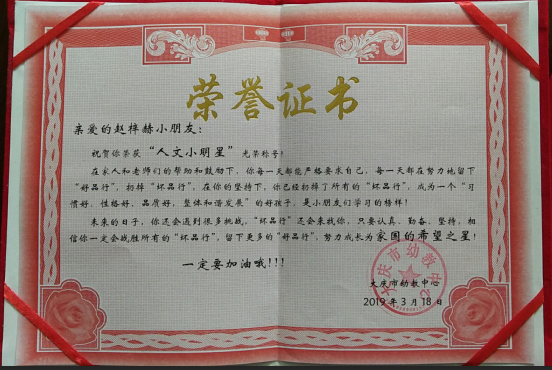 荣誉证书
亲爱的赵梓赫小朋友:
祝贺你荣获“人文小明星”光荣称号!
在家人和老师们的帮助和鼓励下,你每一天都能严格要求自己,每一天都在努力地留下
“好品行”,扔掉“坏品行”,在你的坚持下,你已经扔掉了所有的“坏品行”,成为一个“习
惯好,性格好,品质好,整体和谐发展”的好孩子,是小朋友们学习的榜样!
未来的日子,你还会遇到很多挑战,“坏品行”还会来找你,只要认真、勤奋、坚持,相
信你一定会战胜所有的“坏品行”,留下更多的“好品行”,努力成长为家国的希望之星!
一定要加油哦!!!
大庆市幼教中心
大庆市幼教中心
2019年3月18日